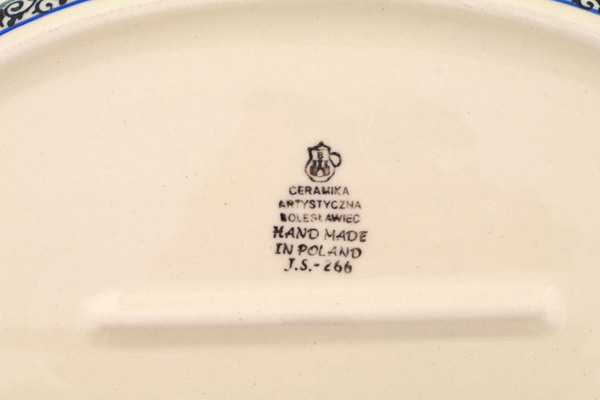 CERAMIKA
ARTYSTYCZNA
BOLESŁAWIEC
HAND MADE
IN POLAND
J.S.-266